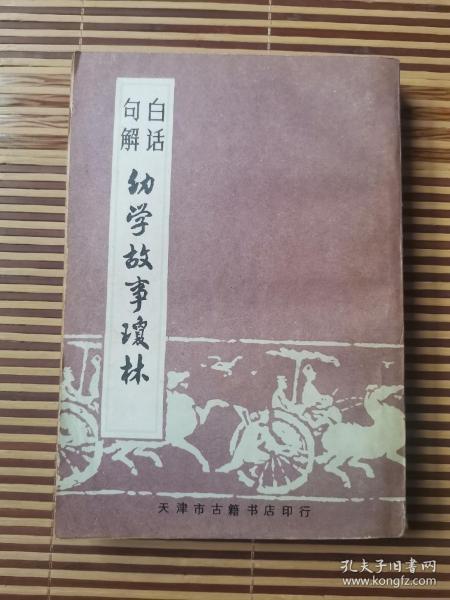 白话
句解
幼学故事琼林
天津市古籍书店印行
孔夫子旧书网
www.kongfz.com